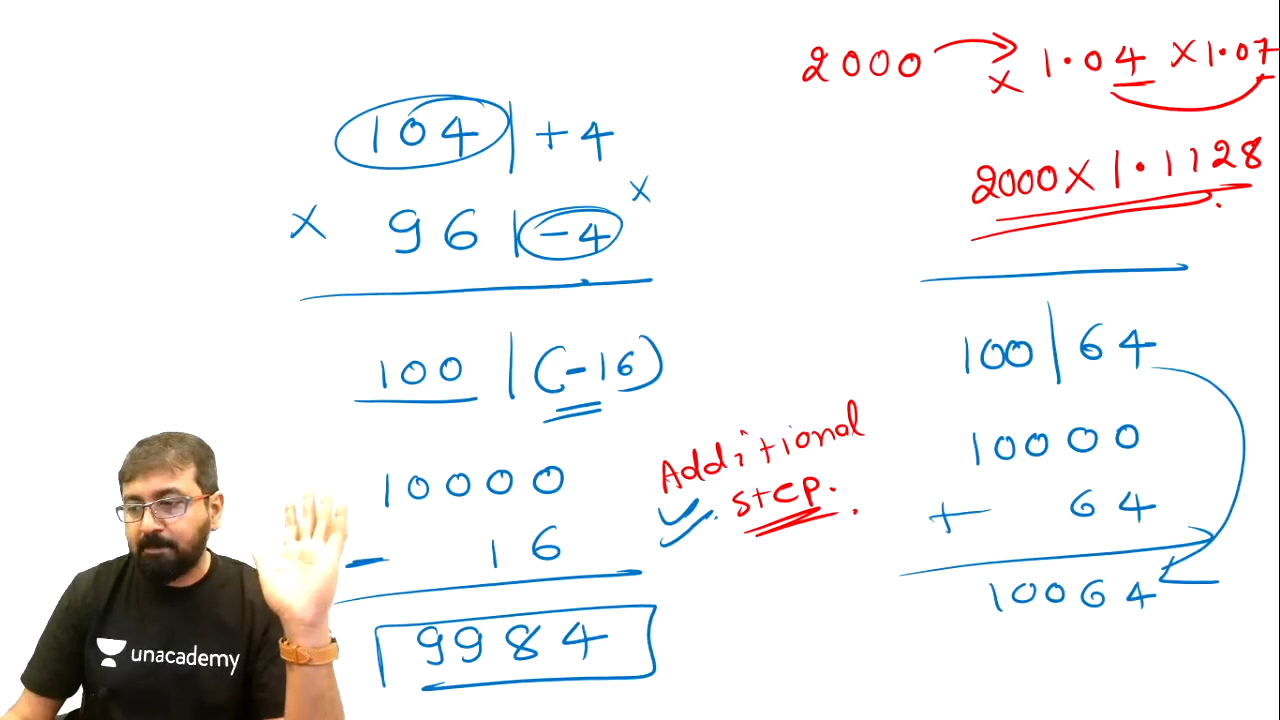 2000 × 1.04 × 1.07
2000 × 1.1128
104 | +4
× 96 | -4 ×
100 | (-16)
10000
- 16
9984
Additional
step.
100 | 64
10000
+ 64
10064
unacademy